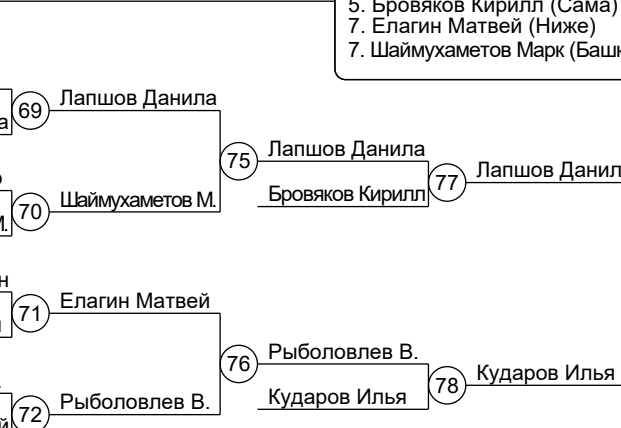 5. Бровяков Кирилл (Сама)
7. Елагин Матвей (Ниже)
7. Шаймухаметов Марк (Башк
69 Лапшов Данила
75 Лапшов Данила
77 Лапшов Данил
Бровяков Кирилл
70 Шаймухаметов М.
71 Елагин Матвей
76 Рыболовлев В.
78 Кударов Илья
Кударов Илья
72 Рыболовлев В.